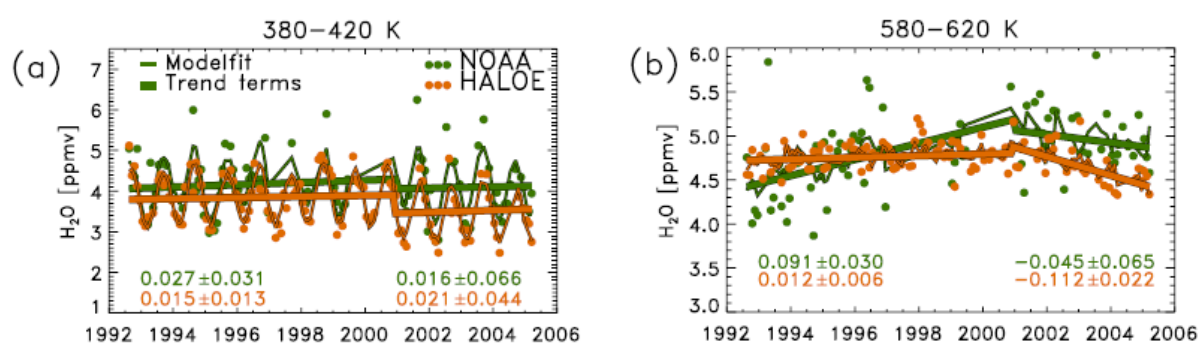 380−420 K
(a)
Modelfit
Trend terms
NOAA
HALOE
H₂O [ppmv]
7
6
5
4
3
2
1
0.027±0.031
0.015±0.013
0.016±0.066
0.021±0.044
1992 1994 1996 1998 2000 2002 2004 2006
580−620 K
(b)
H₂O [ppmv]
6.0
5.5
5.0
4.5
4.0
3.5
3.0
0.091±0.030
0.012±0.006
−0.045±0.065
−0.112±0.022
1992 1994 1996 1998 2000 2002 2004 2006